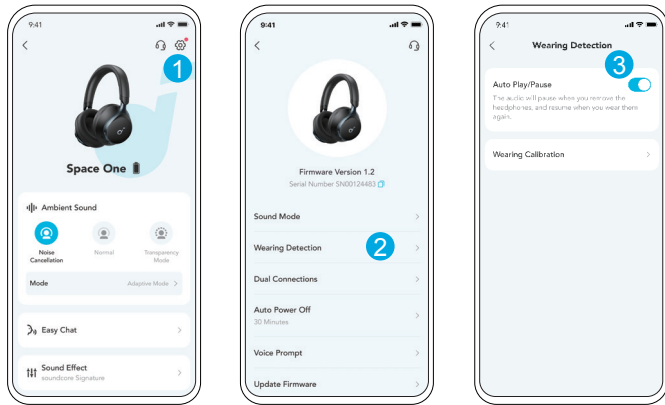 9:41
1
Space One
Ambient Sound
Noise
Cancellation
Normal
Transparency
Mode
Mode
Adaptive Mode
Easy Chat
Sound Effect
soundcore Signature
9:41
Firmware Version 1.2
Serial Number SN00124483
Sound Mode
Wearing Detection
2
Dual Connections
Auto Power Off
30 Minutes
Voice Prompt
Update Firmware
9:41
Wearing Detection
3
Auto Play/Pause
The audio will pause when you remove the
headphones, and resume when you wear them
again.
Wearing Calibration